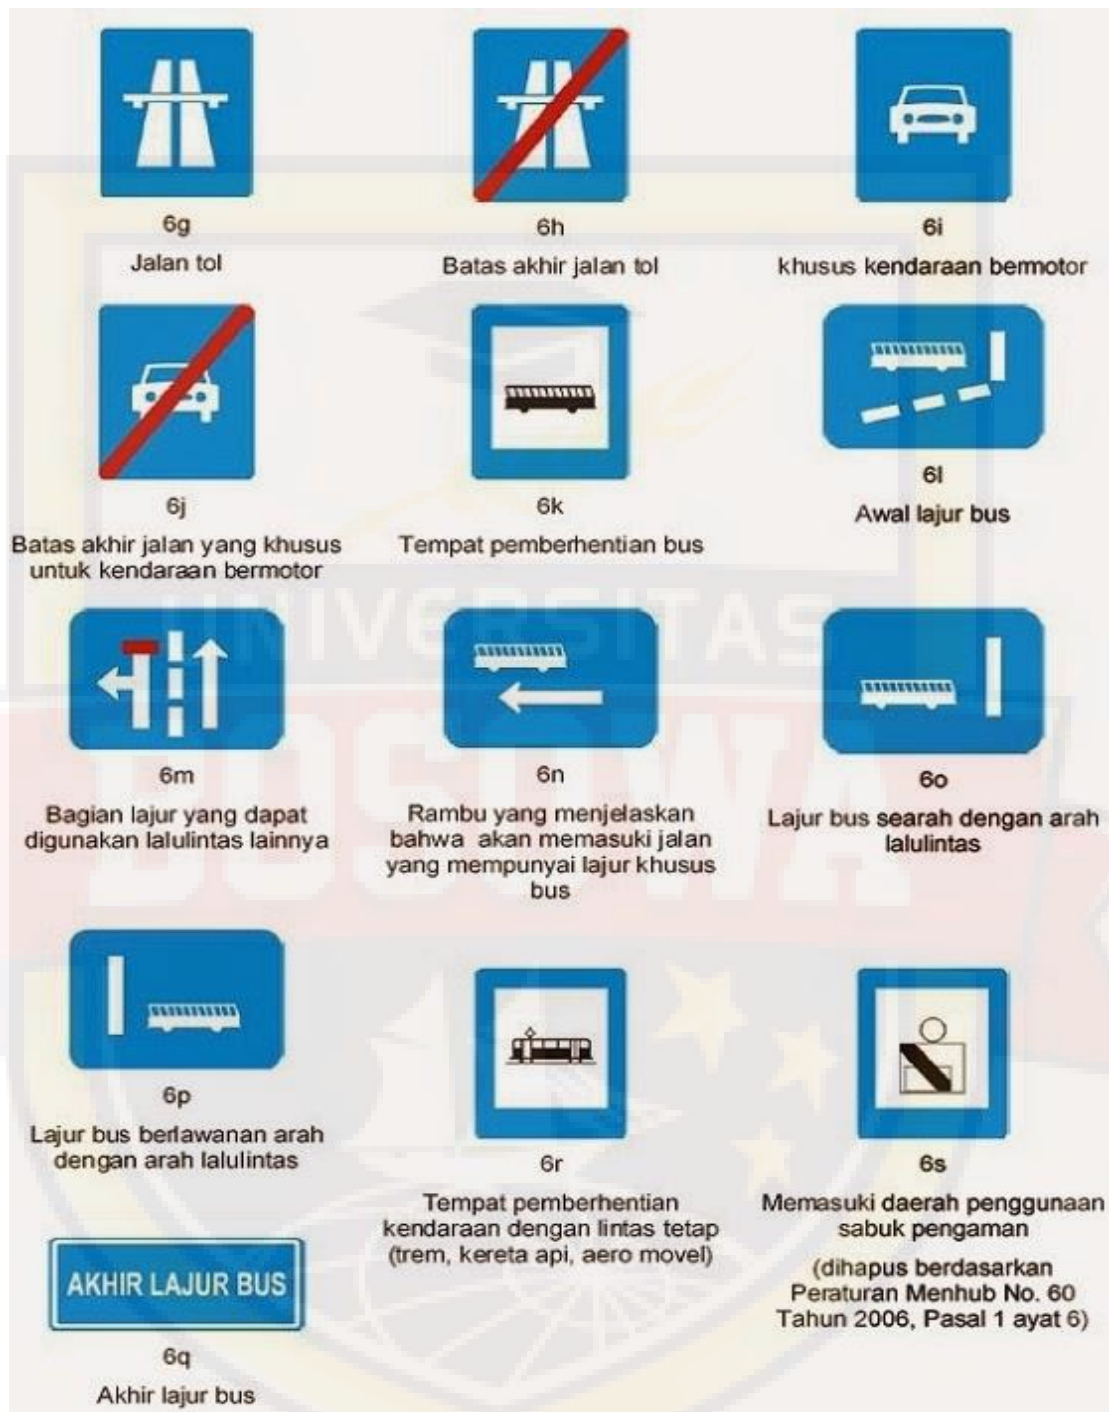 6g
Jalan tol
6h
Batas akhir jalan tol
6i
khusus kendaraan bermotor
6j
Batas akhir jalan yang khusus
untuk kendaraan bermotor
6k
Tempat pemberhentian bus
6l
Awal lajur bus
UNIVERSITAS
BOSOWA
6m
Bagian lajur yang dapat
digunakan lalulintas lainnya
6n
Rambu yang menjelaskan
bahwa akan memasuki jalan
yang mempunyai lajur khusus
bus
6o
Lajur bus searah dengan arah
lalulintas
6p
Lajur bus berlawanan arah
dengan arah lalulintas
6r
Tempat pemberhentian
kendaraan dengan lintas tetap
(trem, kereta api, aero movel)
6s
Memasuki daerah penggunaan
sabuk pengaman
(dihapus berdasarkan
Peraturan Menhub No. 60
Tahun 2006, Pasal 1 ayat 6)
AKHIR LAJUR BUS
6q
Akhir lajur bus